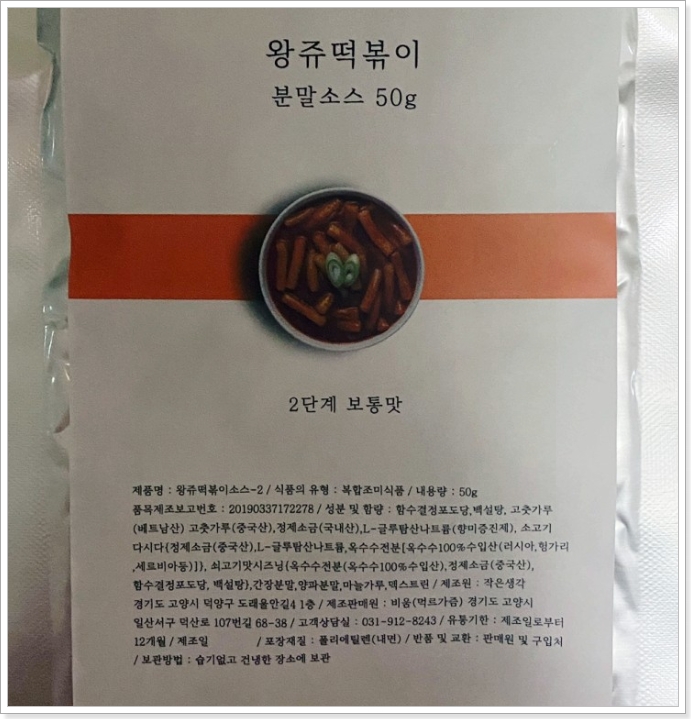 왕쥬떡볶이
분말소스 50g
2단계 보통맛
제품명 : 왕쥬떡볶이소스-2 / 식품의 유형 : 복합조미식품 / 내용량 : 50g
품목제조보고번호 : 20190337172278 / 성분 및 함량 : 함수결정포도당,백설탕, 고춧가루
(베트남산) 고춧가루(중국산),정제소금(국내산),L-글루탐산나트륨(향미증진제), 소고기
다시다{정제소금(중국산),L-글루탐산나트륨,옥수수전분[옥수수100%수입산(러시아,헝가리
,세르비아등)]}, 쇠고기맛시즈닝{옥수수전분(옥수수100%수입산),정제소금(중국산),
함수결정포도당, 백설탕},간장분말,양파분말,마늘가루,덱스트린 / 제조원 : 작은생각
경기도 고양시 덕양구 도래울안길4 1층 / 제조판매원 : 비움(먹르가즘) 경기도 고양시
일산서구 덕산로 107번길 68-38 / 고객상담실 : 031-912-8243 / 유통기한 : 제조일로부터
12개월 / 제조일 / 포장재질 : 폴리에틸렌(내면) / 반품 및 교환 : 판매원 및 구입처
/ 보관방법 : 습기없고 건냉한 장소에 보관